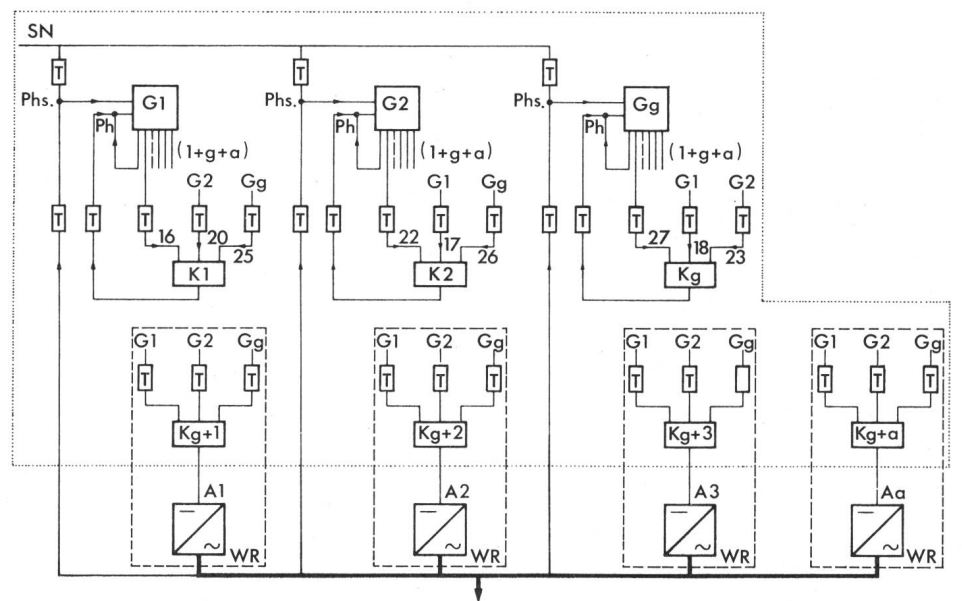 SN
T T T
Phs. G1 Phs. G2 Phs. Gg
Ph Ph Ph
(1+g+a) (1+g+a) (1+g+a)
G2 Gg G1 Gg G1 G2
T T T T T T T T T T T T T T T
16 20 25 22 17 26 27 18 23
K1 K2 Kg
G1 G2 Gg G1 G2 Gg G1 G2 Gg G1 G2 Gg
T T T T T T T T T T T
Kg+1 Kg+2 Kg+3 Kg+a
A1 A2 A3 Aa
~ ~ ~ ~
WR WR WR WR